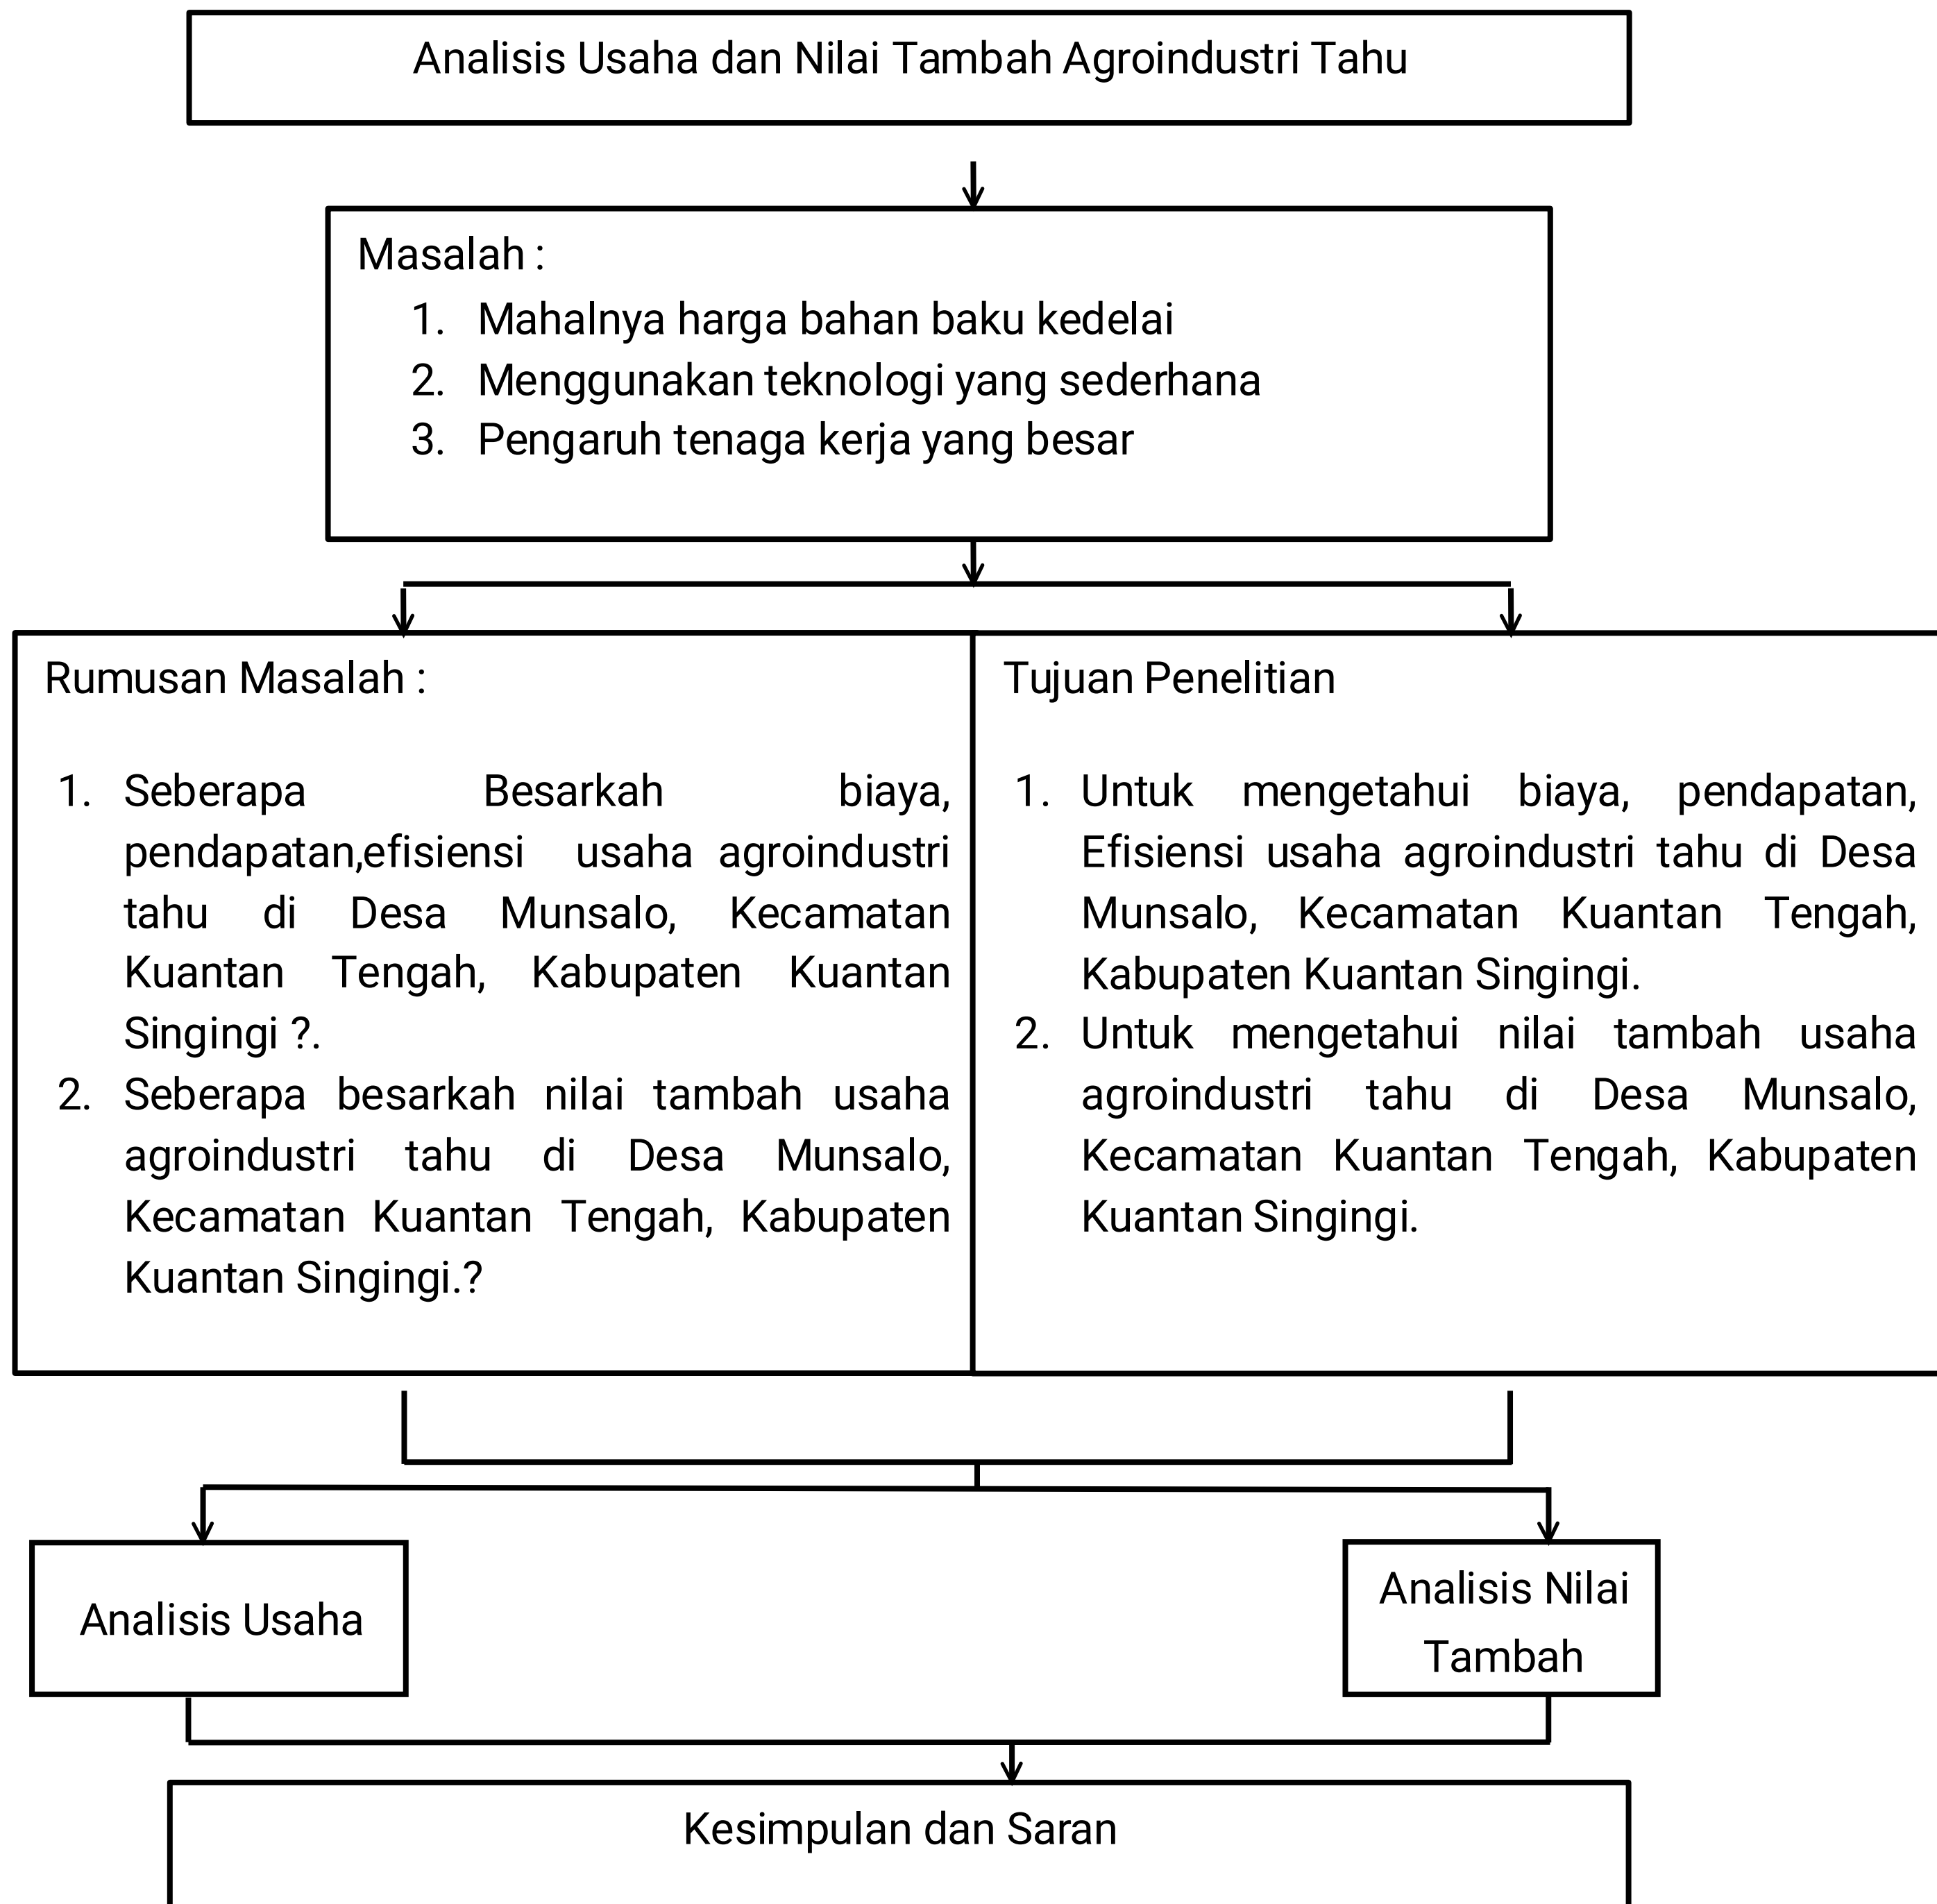 Analisis Usaha dan Nilai Tambah Agroindustri Tahu
Masalah :
1. Mahalnya harga bahan baku kedelai
2. Menggunakan teknologi yang sederhana
3. Pengaruh tenaga kerja yang besar
Rumusan Masalah :
1. Seberapa Besarkah biaya,
pendapatan,efisiensi usaha agroindustri
tahu di Desa Munsalo, Kecamatan
Kuantan Tengah, Kabupaten Kuantan
Singingi ?.
2. Seberapa besarkah nilai tambah usaha
agroindustri tahu di Desa Munsalo,
Kecamatan Kuantan Tengah, Kabupaten
Kuantan Singingi.?
Tujuan Penelitian
1. Untuk mengetahui biaya, pendapatan,
Efisiensi usaha agroindustri tahu di Desa
Munsalo, Kecamatan Kuantan Tengah,
Kabupaten Kuantan Singingi.
2. Untuk mengetahui nilai tambah usaha
agroindustri tahu di Desa Munsalo,
Kecamatan Kuantan Tengah, Kabupaten
Kuantan Singingi.
Analisis Usaha
Analisis Nilai
Tambah
Kesimpulan dan Saran